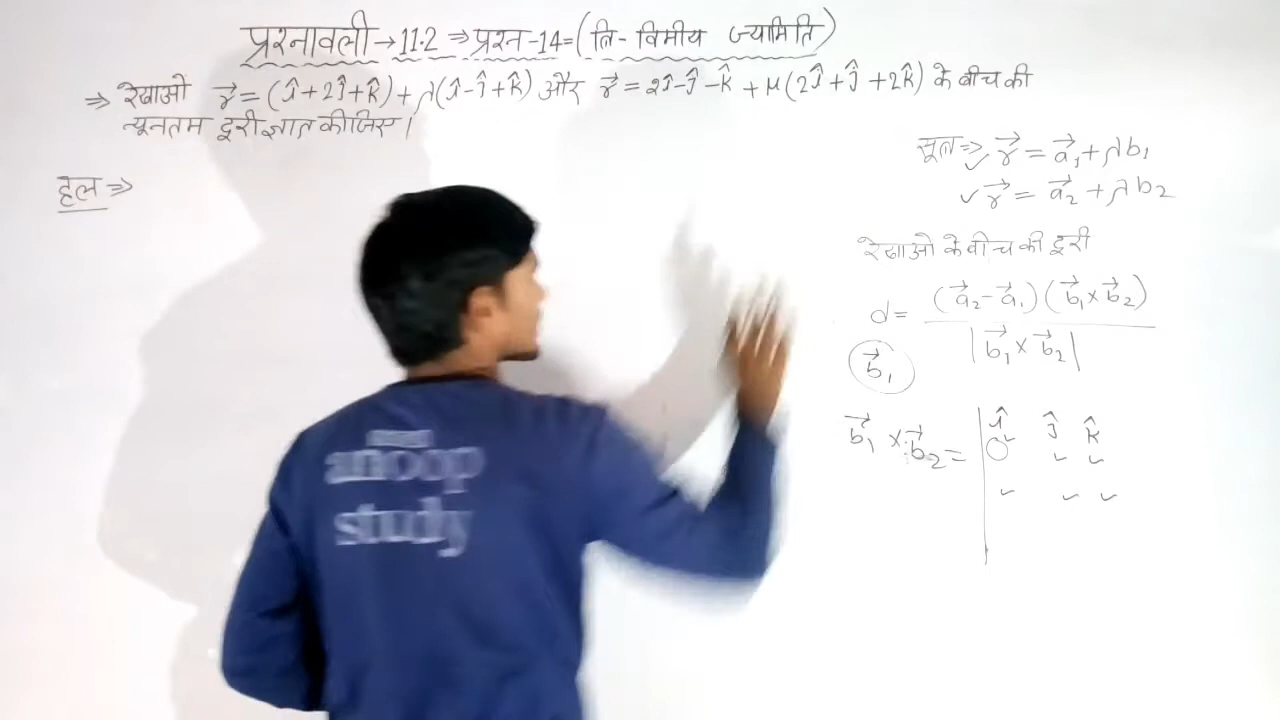 प्रश्नावली → 11.2 ⇒ प्रश्न - 14 = (त्रि - विमीय ज्यामिति)
⇒ रेखाओ r⃗ = (î + 2ĵ + k̂) + λ(î - ĵ + k̂) और r⃗ = 2î - ĵ - k̂ + μ(2î + ĵ + 2k̂) के बीच की
न्यूनतम दूरी ज्ञात कीजिए।
हल ⇒
सूत्र ⇒ ✓ r⃗ = a⃗₁ + λb₁
✓ r⃗ = a⃗₂ + λb₂
रेखाओ के बीच की दूरी
d = (a⃗₂ - a⃗₁)(b⃗₁ × b⃗₂)
|b⃗₁ × b⃗₂|
b⃗₁
b⃗₁ × b⃗₂ = | î ĵ k̂
anoop
study